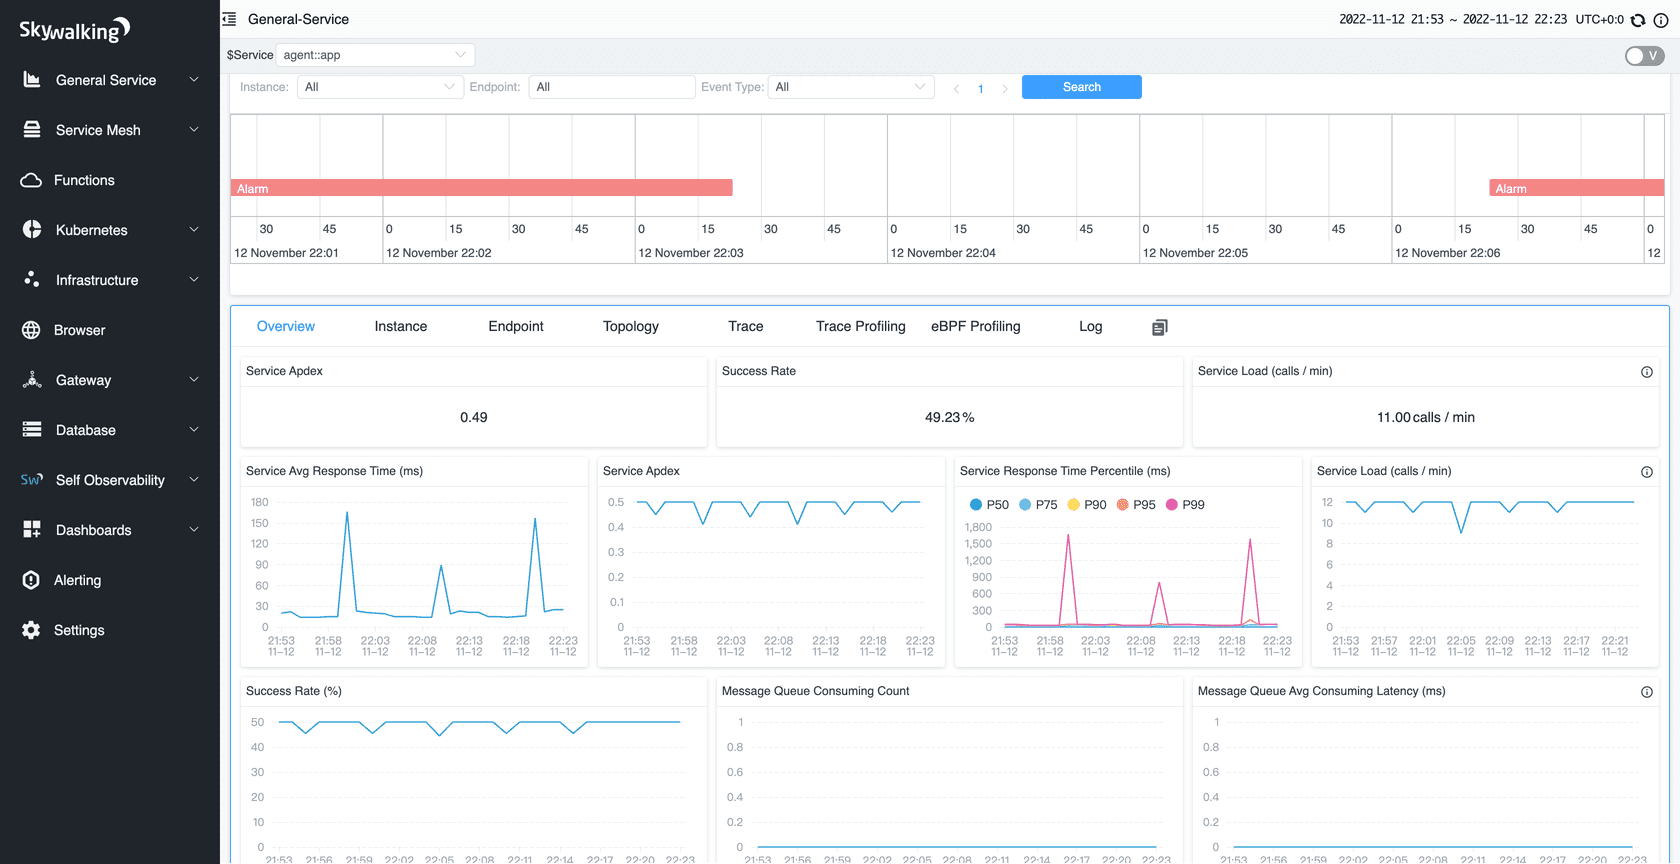 Skywalking
General Service
Service Mesh
Functions
Kubernetes
Infrastructure
Browser
Gateway
Database
Sw Self Observability
Dashboards
Alerting
Settings
General-Service
2022-11-12 21:53 ~ 2022-11-12 22:23 UTC+0:0
$Service agent::app
V
Instance: All Endpoint: All Event Type: All 1 Search
Alarm Alarm
30 45 0 15 30 45 0 15 30 45 0 15 30 45 0 15 30 45 0 15 30 45 0
12 November 22:01 12 November 22:02 12 November 22:03 12 November 22:04 12 November 22:05 12 November 22:06 12
Overview Instance Endpoint Topology Trace Trace Profiling eBPF Profiling Log
Service Apdex
0.49
Success Rate
49.23%
Service Load (calls / min)
11.00 calls / min
Service Avg Response Time (ms)
180
150
120
90
60
30
0
21:53 21:58 22:03 22:08 22:13 22:18 22:23
11-12 11-12 11-12 11-12 11-12 11-12 11-12
Service Apdex
0.5
0.4
0.3
0.2
0.1
0
21:53 21:58 22:03 22:08 22:13 22:18 22:23
11-12 11-12 11-12 11-12 11-12 11-12 11-12
Service Response Time Percentile (ms)
P50 P75 P90 P95 P99
1,800
1,500
1,200
900
600
300
0
21:53 21:58 22:03 22:08 22:13 22:18 22:23
11-12 11-12 11-12 11-12 11-12 11-12 11-12
Service Load (calls / min)
12
10
8
6
4
2
0
21:53 21:57 22:01 22:05 22:09 22:13 22:17 22:21
11-12 11-12 11-12 11-12 11-12 11-12 11-12 11-12
Success Rate (%)
50
40
30
20
10
0
21:53 21:56 21:59 22:02 22:05 22:08 22:11 22:14 22:17 22:20 22:23
Message Queue Consuming Count
1
0.8
0.6
0.4
0.2
0
21:53 21:56 21:59 22:02 22:05 22:08 22:11 22:14 22:17 22:20 22:23
Message Queue Avg Consuming Latency (ms)
1
0.8
0.6
0.4
0.2
0
21:53 21:56 21:59 22:02 22:05 22:08 22:11 22:14 22:17 22:20 22:23